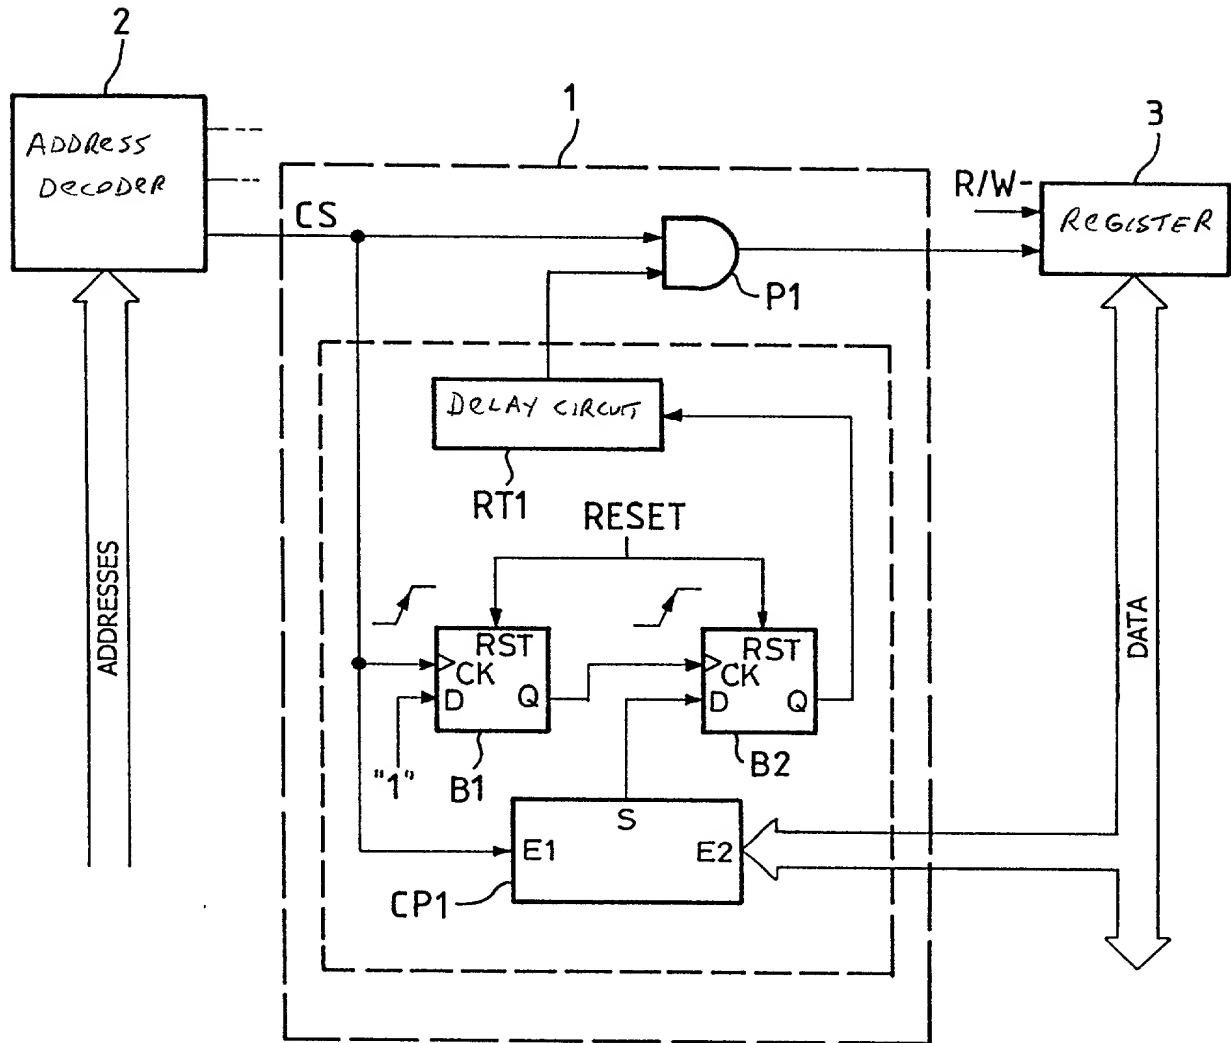 2
ADDRESS
DECODER
1
3
CS
R/W-
REGISTER
P1
DELAY CIRCUIT
RT1
RESET
ADDRESSES
DATA
RST
CK
D
Q
B1
"1"
RST
CK
D
Q
B2
S
E1
E2
CP1